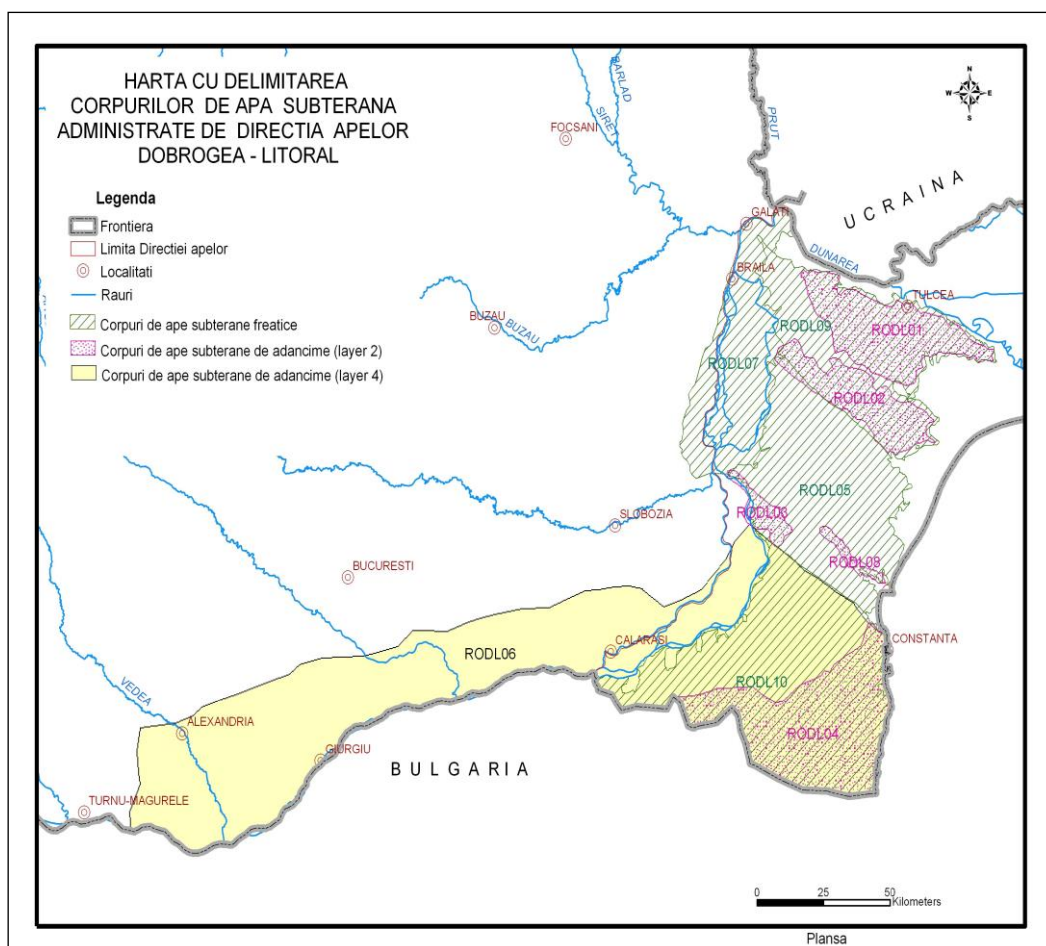 HARTA CU DELIMITAREA
CORPURILOR DE APA SUBTERANA
ADMINISTRATE DE DIRECTIA APELOR
DOBROGEA - LITORAL
Legenda
Frontiera
Limita Directiei apelor
Localitati
Rauri
Corpuri de ape subterane freatice
Corpuri de ape subterane de adancime (layer 2)
Corpuri de ape subterane de adancime (layer 4)
N
W E
S
BARLAD
SIRET
PRUT
FOCSANI
UCRAINA
GALATI
DUNAREA
BRAILA
TULCEA
BUZAU
BUZAU
RODL09
RODL01
RODL07
RODL02
RODL05
RODL03
SLOBOZIA
RODL08
BUCURESTI
CONSTANTA
CALARASI
RODL06
RODL10
VEDEA
ALEXANDRIA
RODL04
GIURGIU
BULGARIA
TURNU-MAGURELE
0 25 50
Kilometers
Plansa